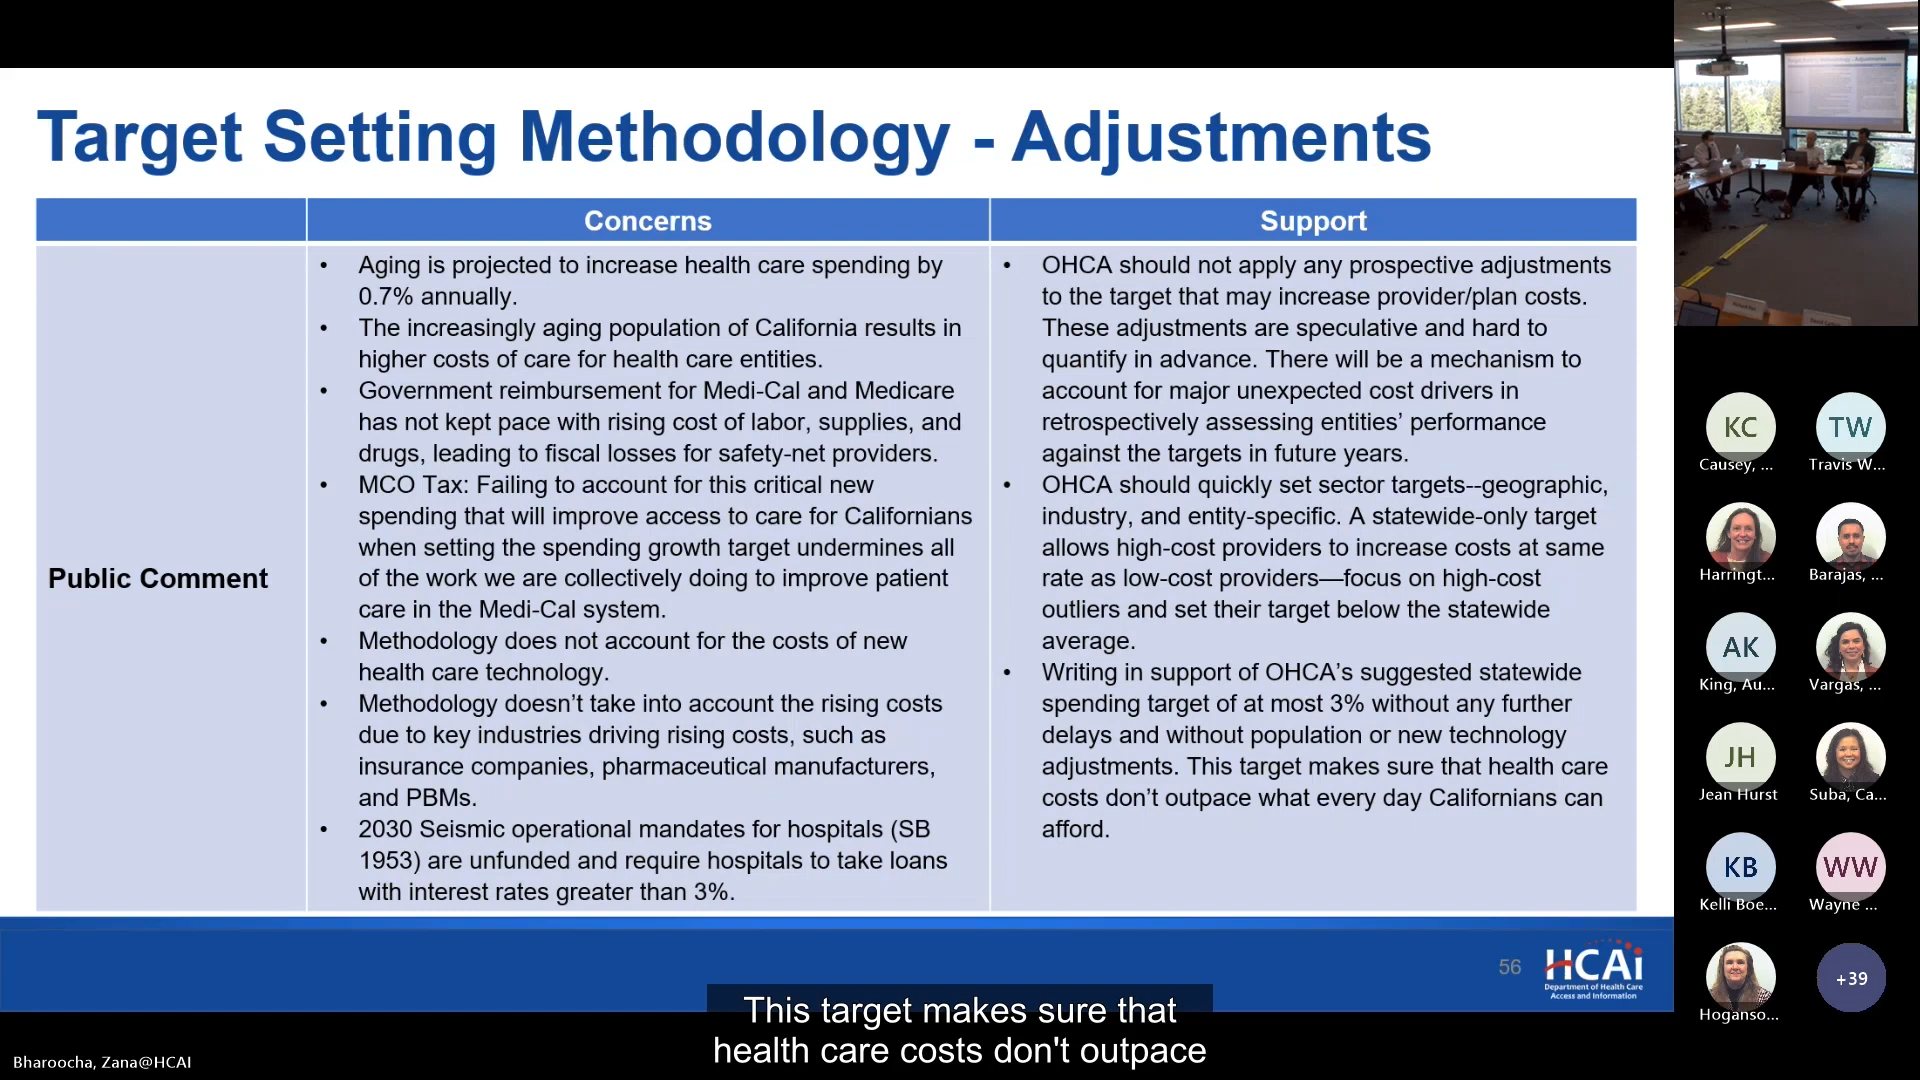 Target Setting Methodology - Adjustments
Concerns
Support
Public Comment
• Aging is projected to increase health care spending by
0.7% annually.
• The increasingly aging population of California results in
higher costs of care for health care entities.
• Government reimbursement for Medi-Cal and Medicare
has not kept pace with rising cost of labor, supplies, and
drugs, leading to fiscal losses for safety-net providers.
• MCO Tax: Failing to account for this critical new
spending that will improve access to care for Californians
when setting the spending growth target undermines all
of the work we are collectively doing to improve patient
care in the Medi-Cal system.
• Methodology does not account for the costs of new
health care technology.
• Methodology doesn’t take into account the rising costs
due to key industries driving rising costs, such as
insurance companies, pharmaceutical manufacturers,
and PBMs.
• 2030 Seismic operational mandates for hospitals (SB
1953) are unfunded and require hospitals to take loans
with interest rates greater than 3%.
• OHCA should not apply any prospective adjustments
to the target that may increase provider/plan costs.
These adjustments are speculative and hard to
quantify in advance. There will be a mechanism to
account for major unexpected cost drivers in
retrospectively assessing entities’ performance
against the targets in future years.
• OHCA should quickly set sector targets--geographic,
industry, and entity-specific. A statewide-only target
allows high-cost providers to increase costs at same
rate as low-cost providers—focus on high-cost
outliers and set their target below the statewide
average.
• Writing in support of OHCA’s suggested statewide
spending target of at most 3% without any further
delays and without population or new technology
adjustments. This target makes sure that health care
costs don’t outpace what every day Californians can
afford.
56
HCAi
Department of Health Care
Access and Information
This target makes sure that
health care costs don't outpace
Bharoocha, Zana@HCAI
KC
TW
Causey, ...
Travis W...
Harringt...
Barajas, ...
AK
King, Au...
Vargas, ...
JH
Jean Hurst
Suba, Ca...
KB
WW
Kelli Boe...
Wayne ...
+39
Hoganso...